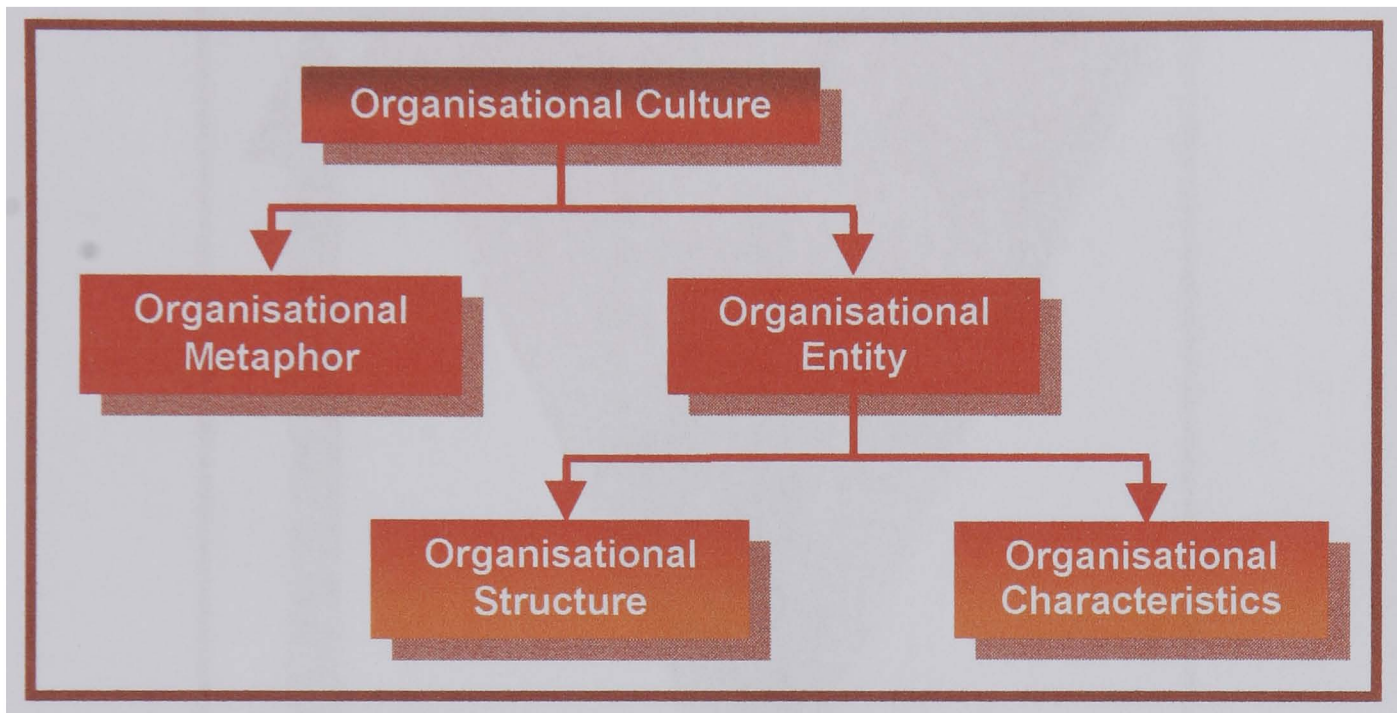 Organisational Culture
Organisational
Metaphor
Organisational
Entity
Organisational
Structure
Organisational
Characteristics